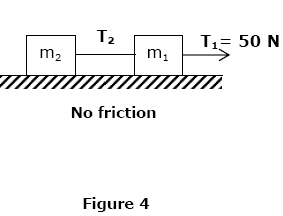 T₂
T₁= 50 N
m₂
m₁
No friction
Figure 4